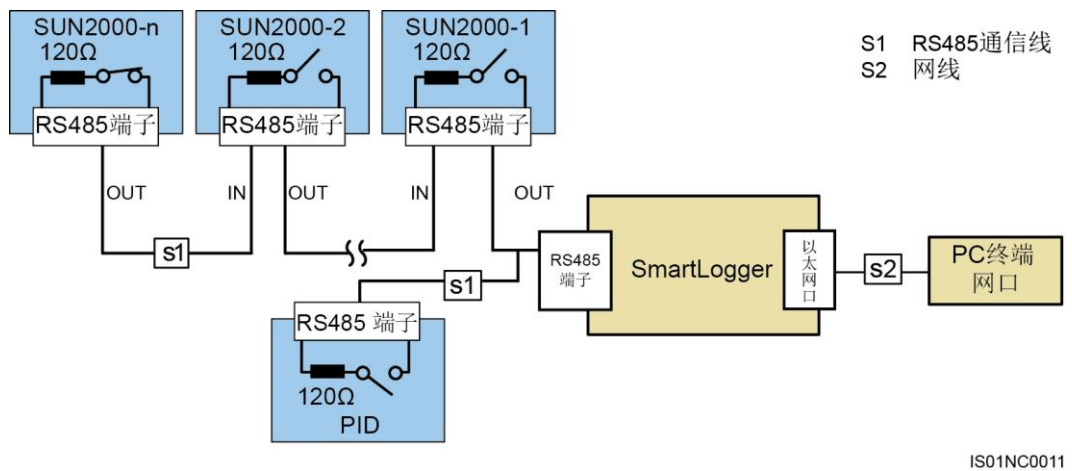 SUN2000-n
120Ω
RS485端子
SUN2000-2
120Ω
RS485端子
SUN2000-1
120Ω
RS485端子
S1 RS485通信线
S2 网线
OUT
IN
OUT
IN
OUT
s1
s1
RS485
端子
SmartLogger
以太网口
s2
PC终端
网口
RS485 端子
120Ω
PID
IS01NC0011